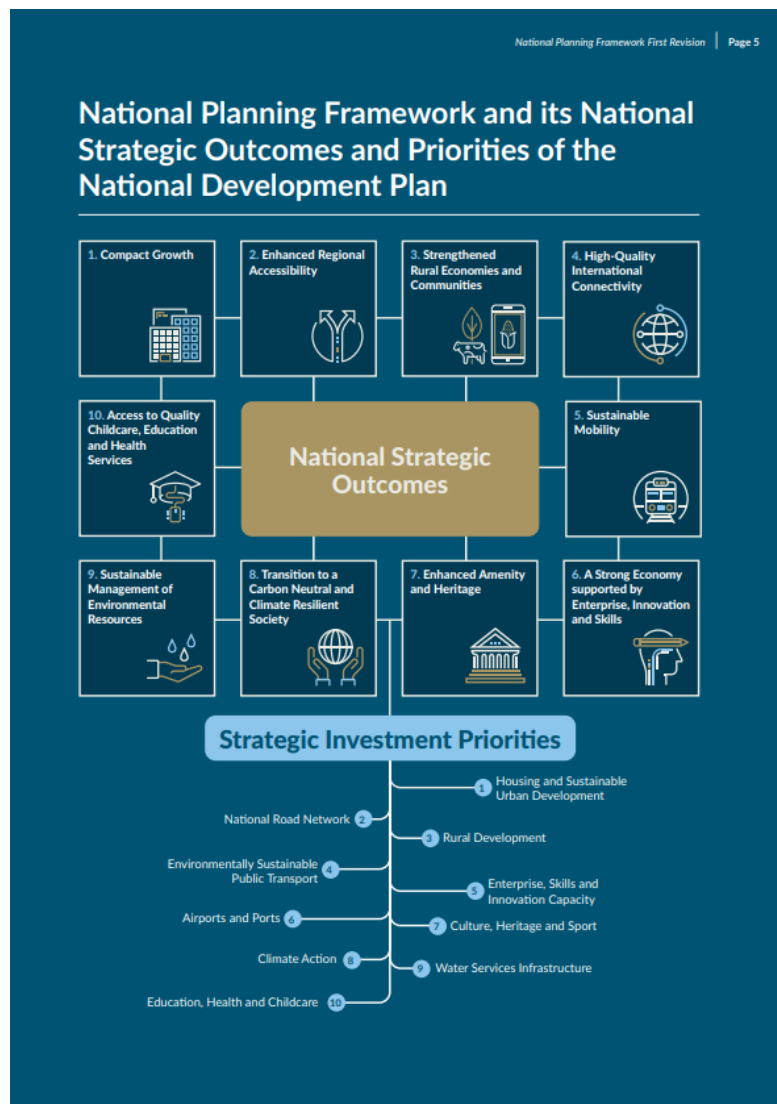 National Planning Framework First Revision | Page 5
National Planning Framework and its National
Strategic Outcomes and Priorities of the
National Development Plan
1. Compact Growth
2. Enhanced Regional
Accessibility
3. Strengthened
Rural Economies and
Communities
4. High-Quality
International
Connectivity
10. Access to Quality
Childcare, Education
and Health
Services
National Strategic
Outcomes
5. Sustainable
Mobility
9. Sustainable
Management of
Environmental
Resources
8. Transition to a
Carbon Neutral and
Climate Resilient
Society
7. Enhanced Amenity
and Heritage
6. A Strong Economy
supported by
Enterprise, Innovation
and Skills
Strategic Investment Priorities
1 Housing and Sustainable
Urban Development
National Road Network 2
3 Rural Development
Environmentally Sustainable
Public Transport 4
5 Enterprise, Skills and
Innovation Capacity
Airports and Ports 6
7 Culture, Heritage and Sport
Climate Action 8
9 Water Services Infrastructure
Education, Health and Childcare 10